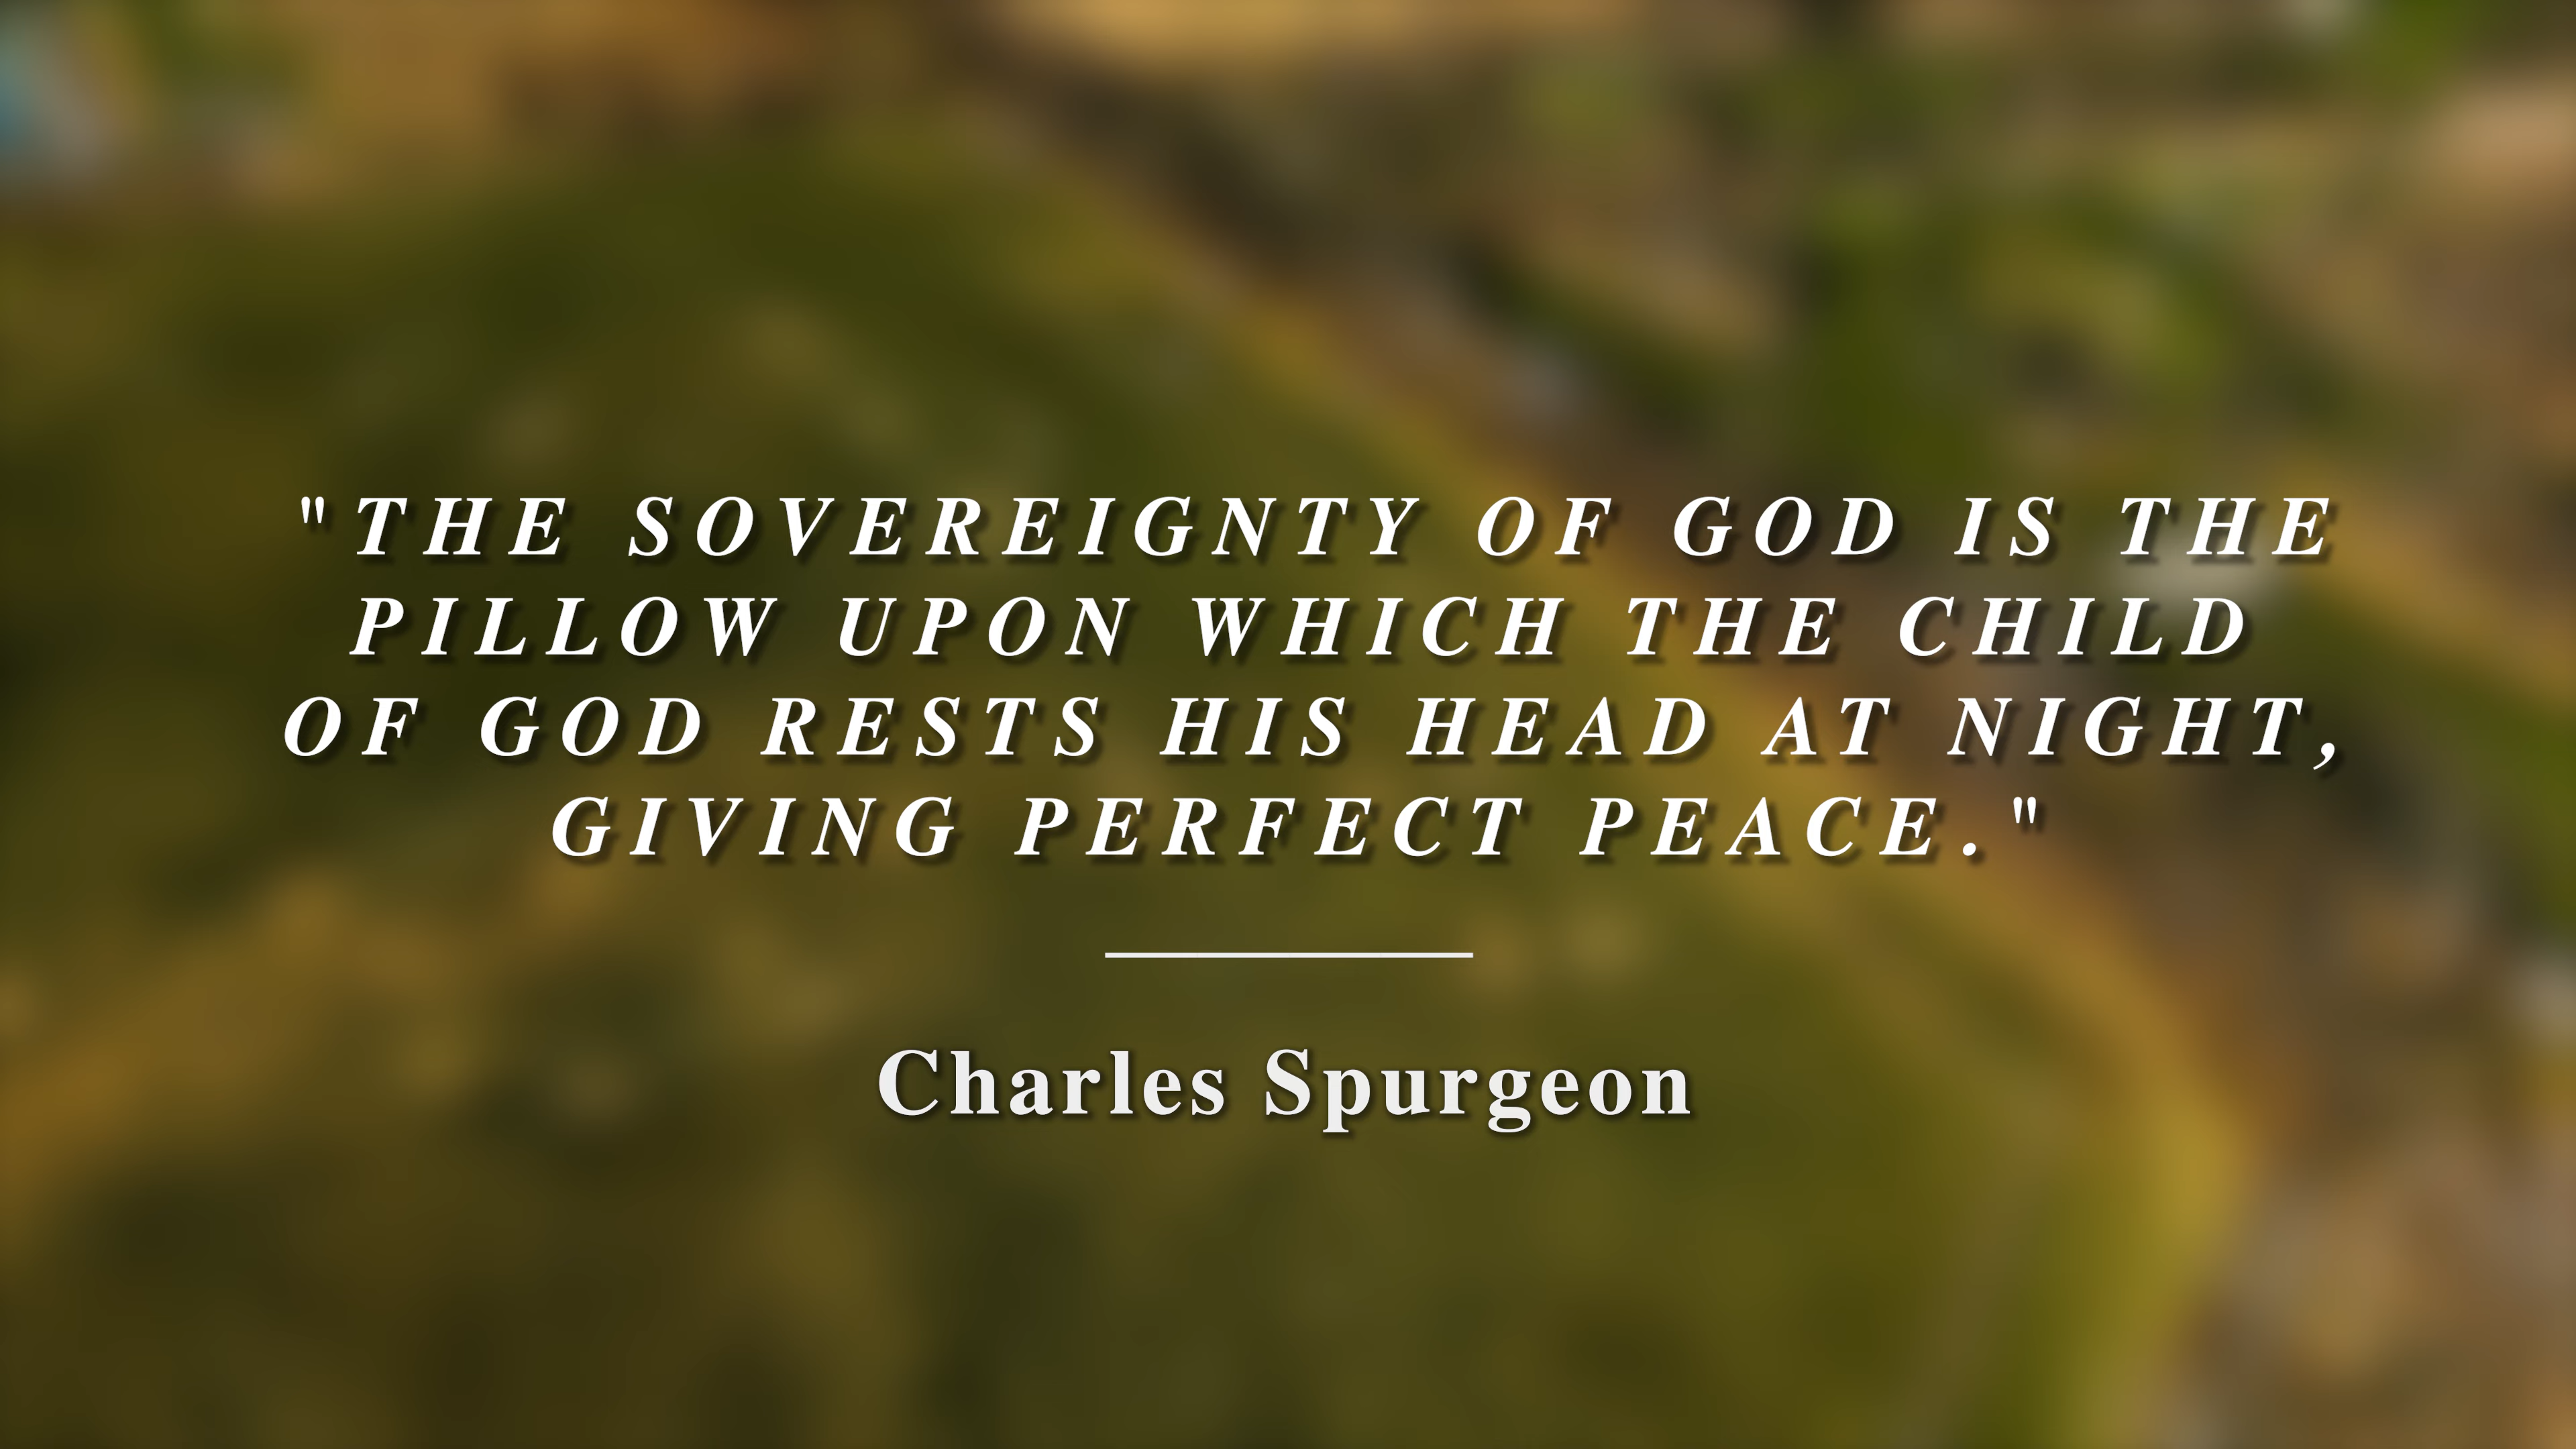 "THE SOVEREIGNTY OF GOD IS THE
PILLOW UPON WHICH THE CHILD
OF GOD RESTS HIS HEAD AT NIGHT,
GIVING PERFECT PEACE."
Charles Spurgeon